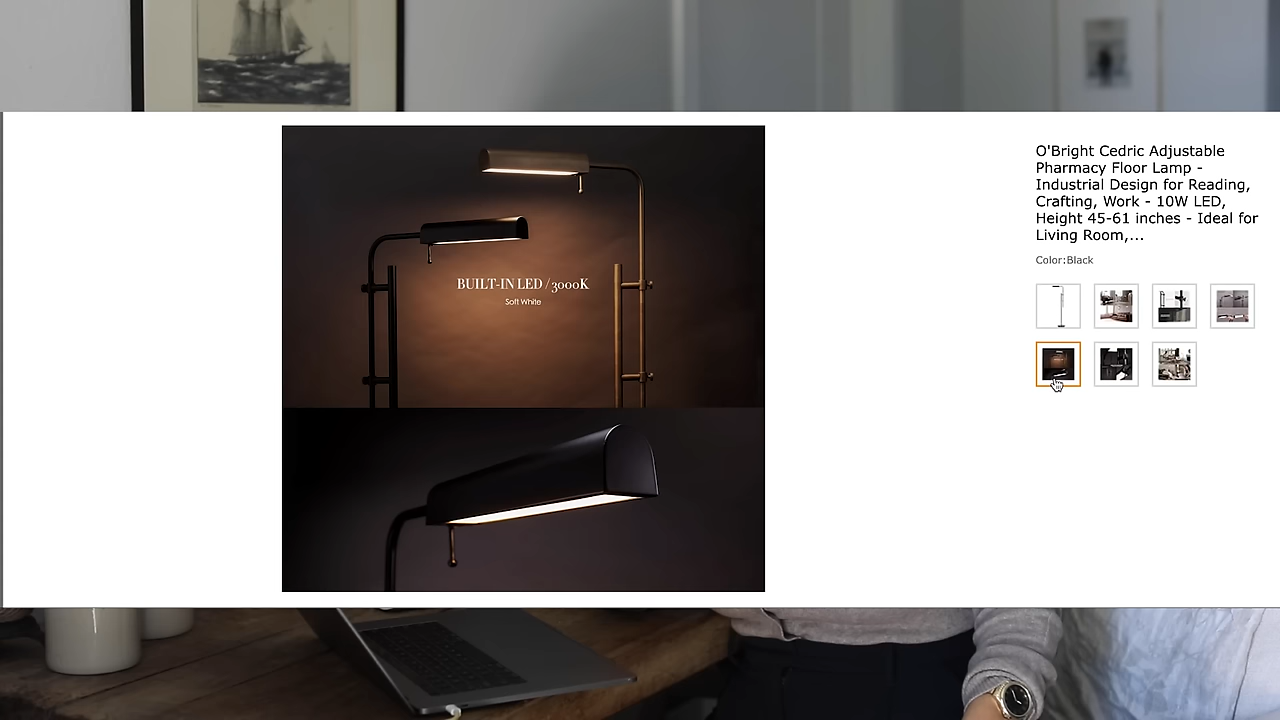 BUILT-IN LED / 3000K
Soft White
O'Bright Cedric Adjustable
Pharmacy Floor Lamp -
Industrial Design for Reading,
Crafting, Work - 10W LED,
Height 45-61 inches - Ideal for
Living Room,...
Color:Black